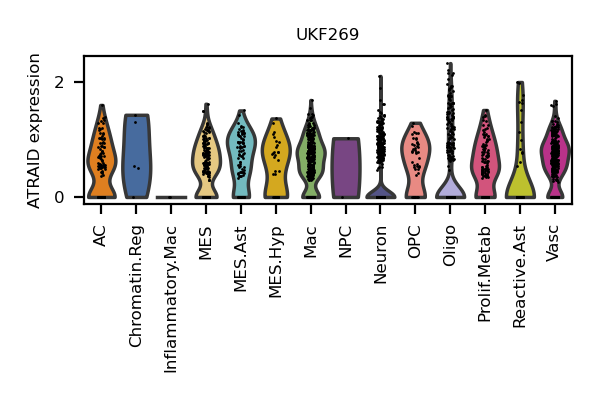 UKF269
ATRAID expression
2
0
AC
Chromatin.Reg
Inflammatory.Mac
MES
MES.Ast
MES.Hyp
Mac
NPC
Neuron
OPC
Oligo
Prolif.Metab
Reactive.Ast
Vasc